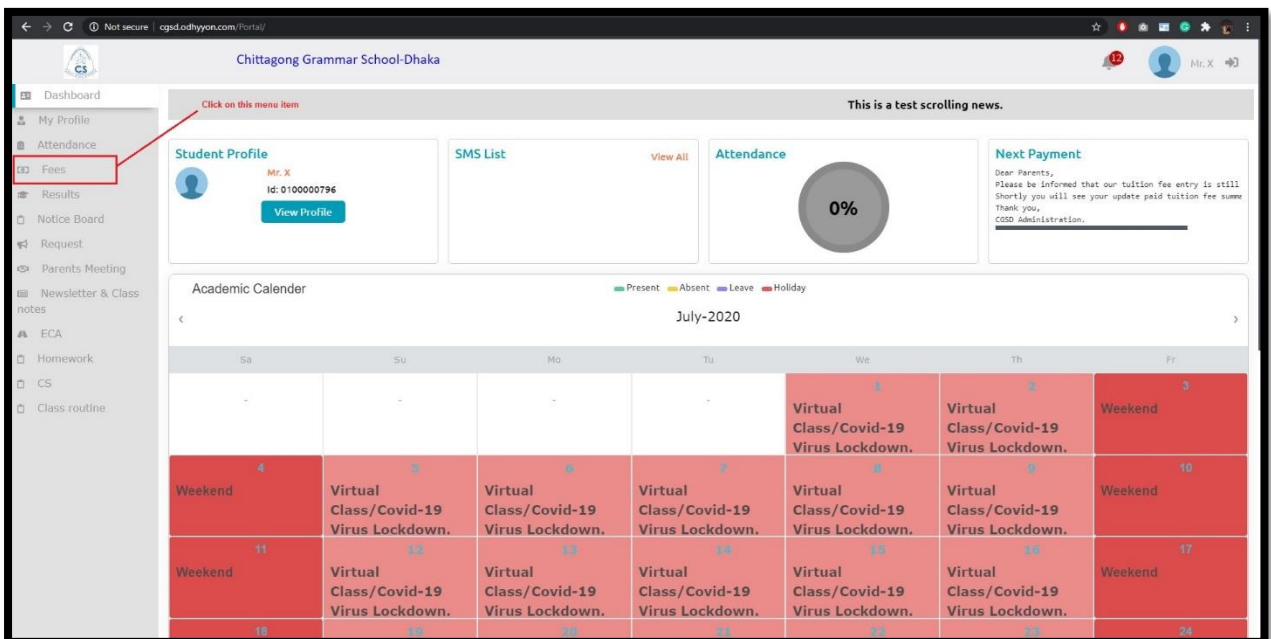 Not secure | cgsd.odhyyon.com/Portal/
CS
Chittagong Grammar School-Dhaka
12
Mr. X
Dashboard
My Profile
Attendance
Fees
Results
Notice Board
Request
Parents Meeting
Newsletter & Class
notes
ECA
Homework
CS
Class routine
Click on this menu item
This is a test scrolling news.
Student Profile
Mr. X
Id: 0100000796
View Profile
SMS List
View All
Attendance
0%
Next Payment
Dear Parents,
Please be informed that our tuition fee entry is still
Shortly you will see your update paid tuition fee summe
Thank you,
CGSD Administration.
Academic Calender
Present Absent Leave Holiday
July-2020
Sa Su Mo Tu We Th Fr
- - - - 1 2 3
Virtual Virtual Weekend
Class/Covid-19 Class/Covid-19
Virus Lockdown. Virus Lockdown.
4 5 6 7 8 9 10
Weekend Virtual Virtual Virtual Virtual Virtual Weekend
Class/Covid-19 Class/Covid-19 Class/Covid-19 Class/Covid-19 Class/Covid-19
Virus Lockdown. Virus Lockdown. Virus Lockdown. Virus Lockdown. Virus Lockdown.
11 12 13 14 15 16 17
Weekend Virtual Virtual Virtual Virtual Virtual Weekend
Class/Covid-19 Class/Covid-19 Class/Covid-19 Class/Covid-19 Class/Covid-19
Virus Lockdown. Virus Lockdown. Virus Lockdown. Virus Lockdown. Virus Lockdown.
18 19 20 21 22 23 24